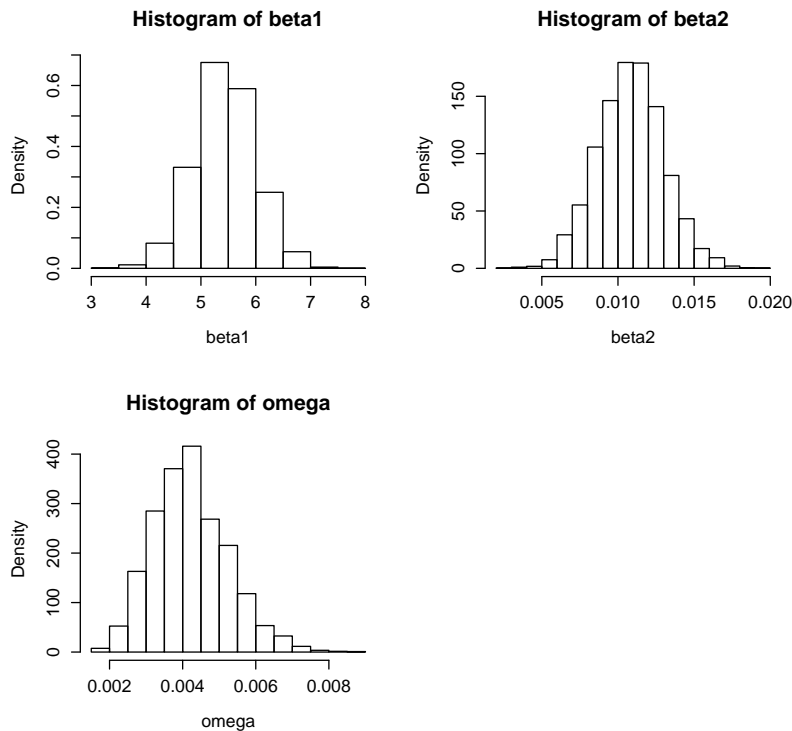 Histogram of beta1
Density
0.0 0.2 0.4 0.6
3 4 5 6 7 8
beta1
Histogram of beta2
Density
0 50 100 150
0.005 0.010 0.015 0.020
beta2
Histogram of omega
Density
0 100 200 300 400
0.002 0.004 0.006 0.008
omega